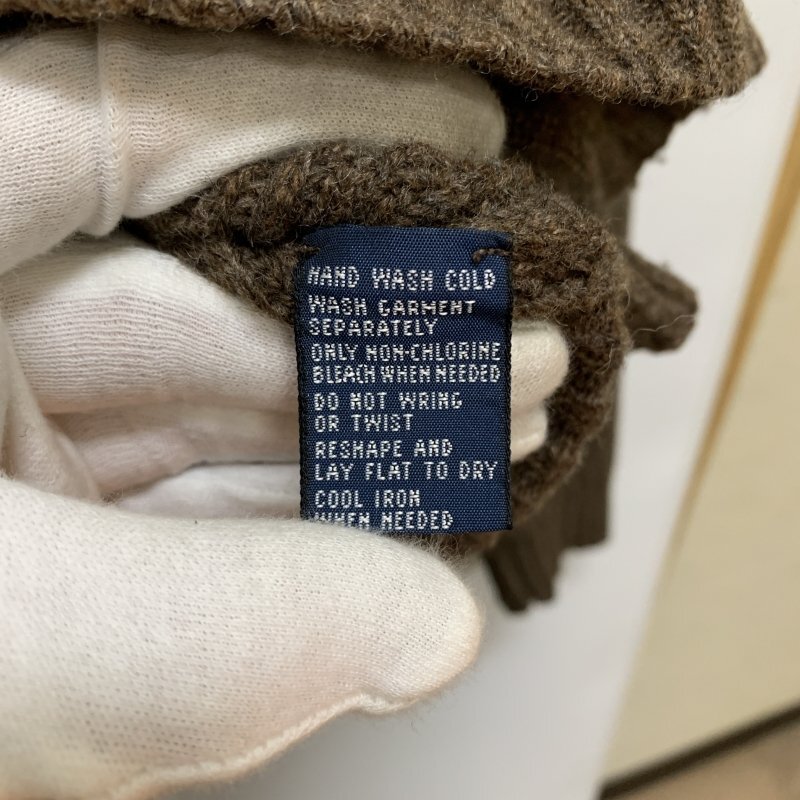 HAND WASH COLD
WASH GARMENT
SEPARATELY
ONLY NON-CHLORINE
BLEACH WHEN NEEDED
DO NOT WRING
OR TWIST
RESHAPE AND
LAY FLAT TO DRY
COOL IRON
WHEN NEEDED